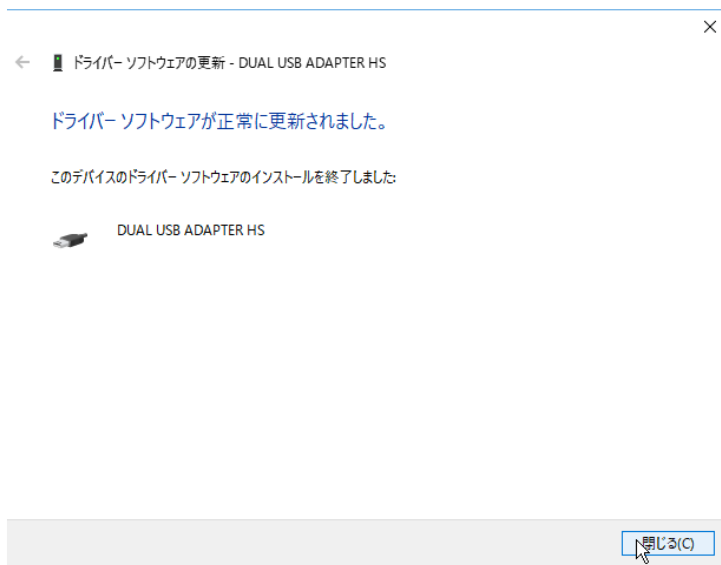 ドライバー ソフトウェアの更新 - DUAL USB ADAPTER HS
ドライバー ソフトウェアが正常に更新されました。
このデバイスのドライバー ソフトウェアのインストールを終了しました:
DUAL USB ADAPTER HS
閉じる(C)